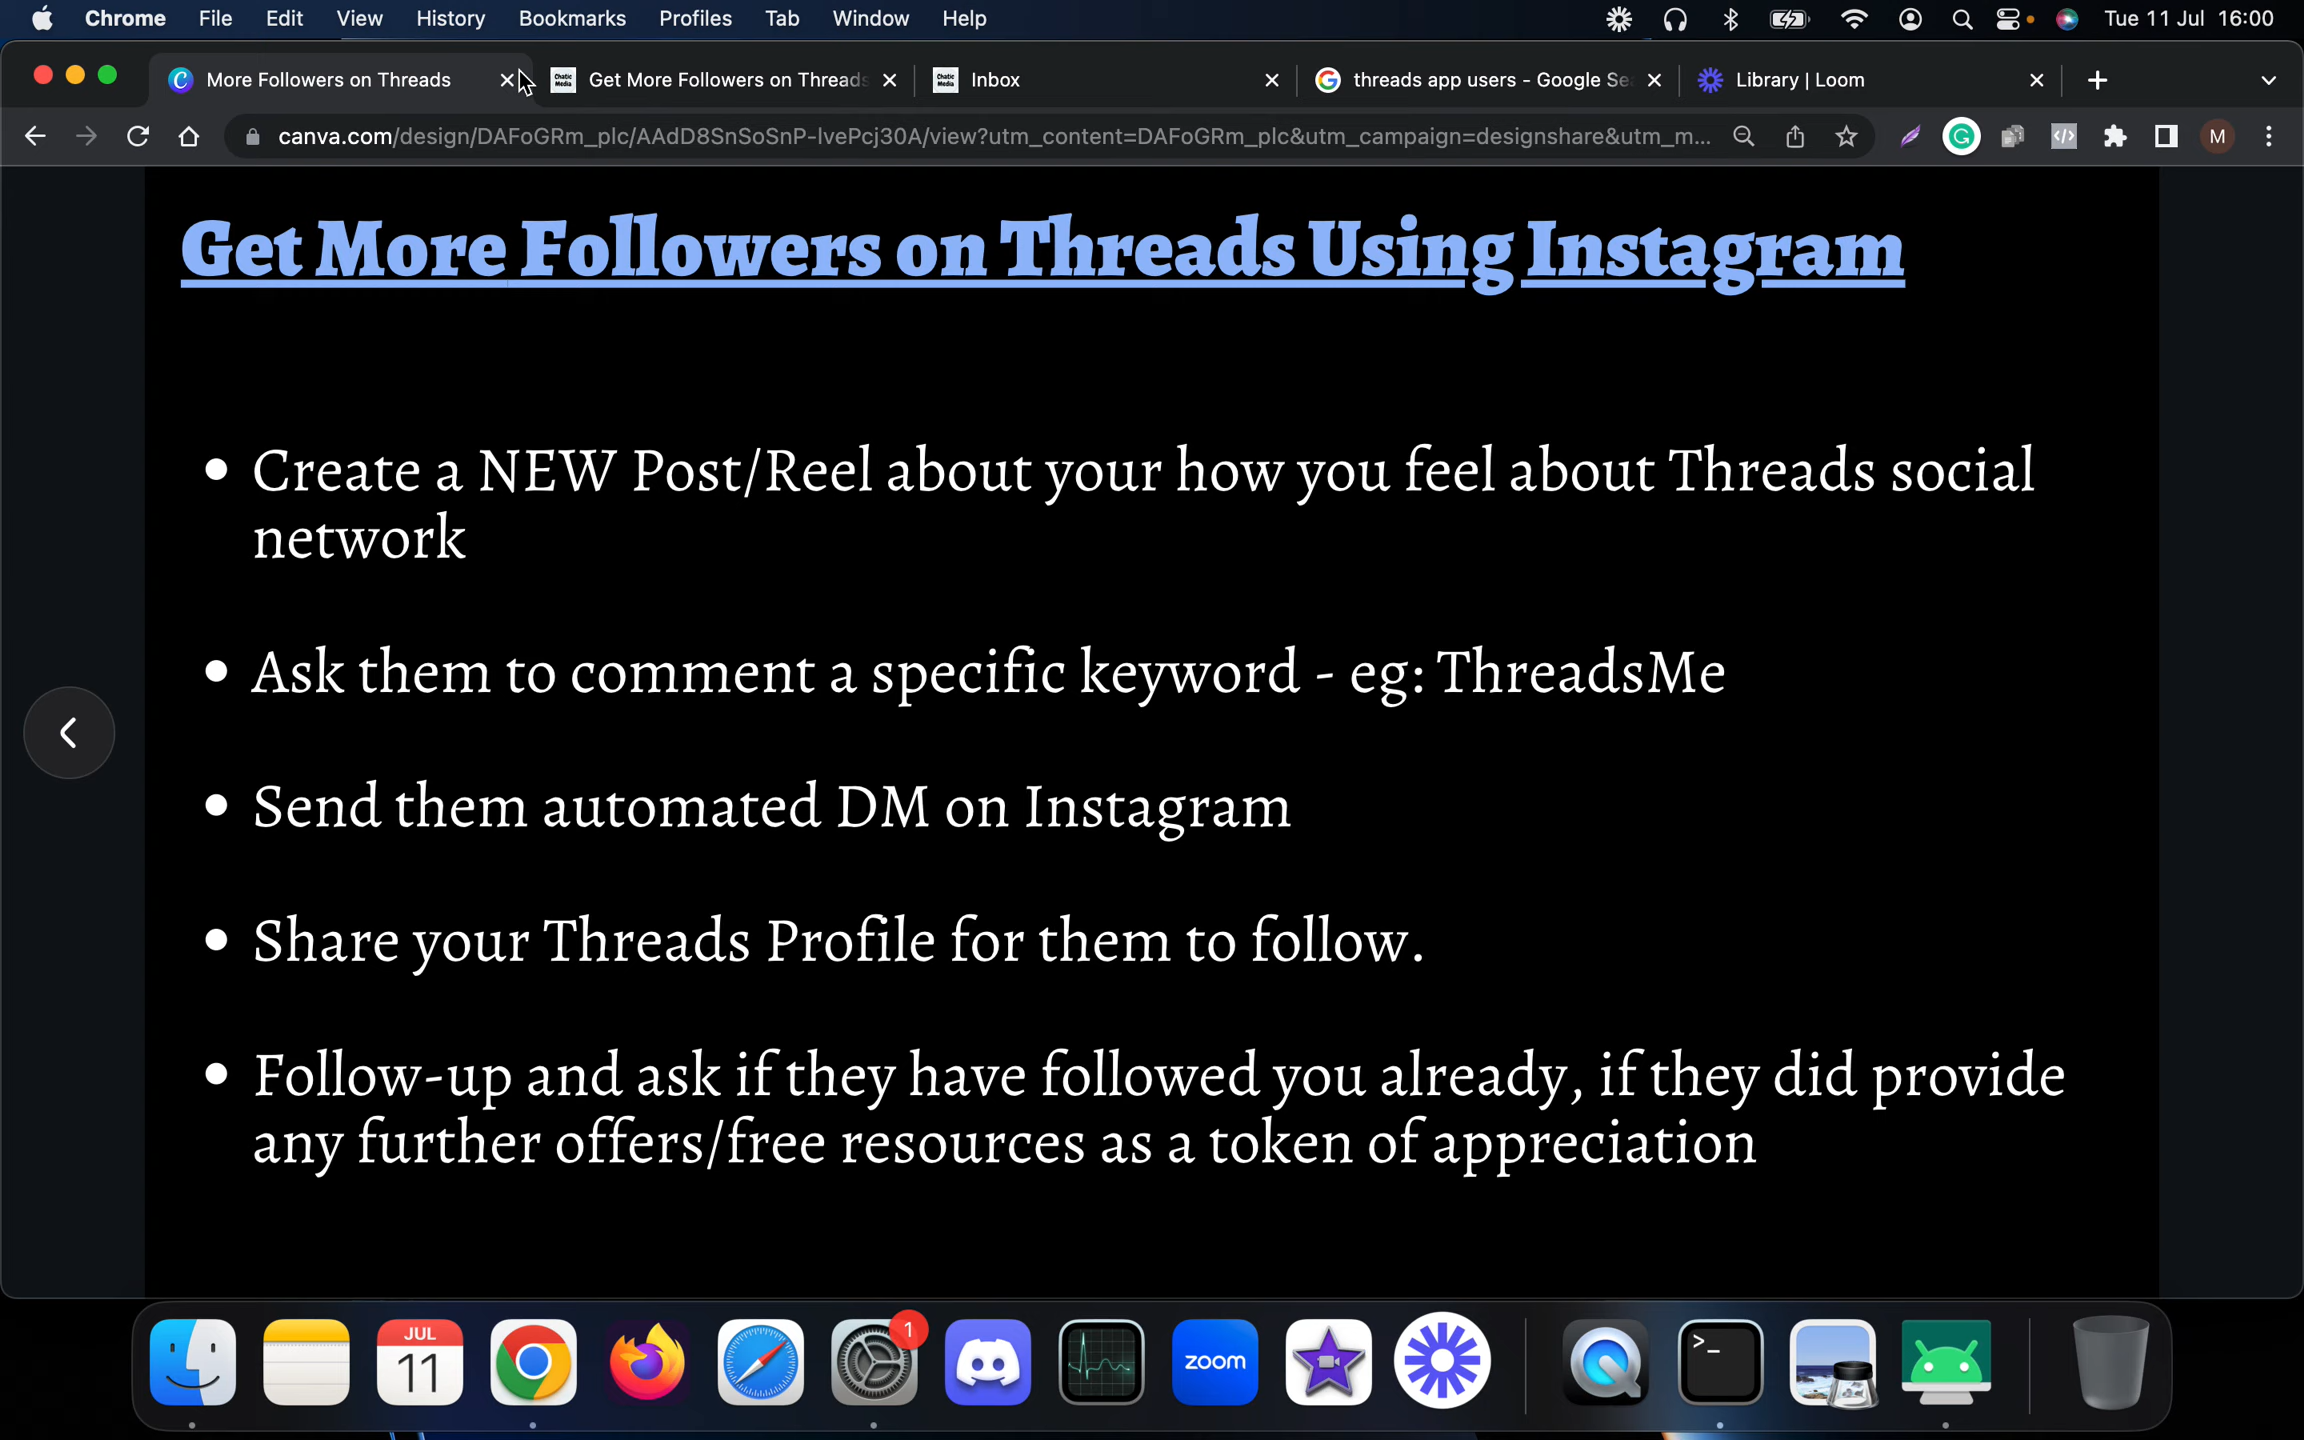 Chrome File Edit View History Bookmarks Profiles Tab Window Help Tue 11 Jul 16:00
More Followers on Threads Get More Followers on Threads Inbox threads app users - Google Se Library | Loom
canva.com/design/DAFoGRm_plc/AAdD8SnSoSnP-lvePcj30A/view?utm_content=DAFoGRm_plc&utm_campaign=designshare&utm_m... M
Get More Followers on Threads Using Instagram
• Create a NEW Post/Reel about your how you feel about Threads social
network
• Ask them to comment a specific keyword - eg: ThreadsMe
• Send them automated DM on Instagram
• Share your Threads Profile for them to follow.
• Follow-up and ask if they have followed you already, if they did provide
any further offers/free resources as a token of appreciation
JUL
11
1
zoom